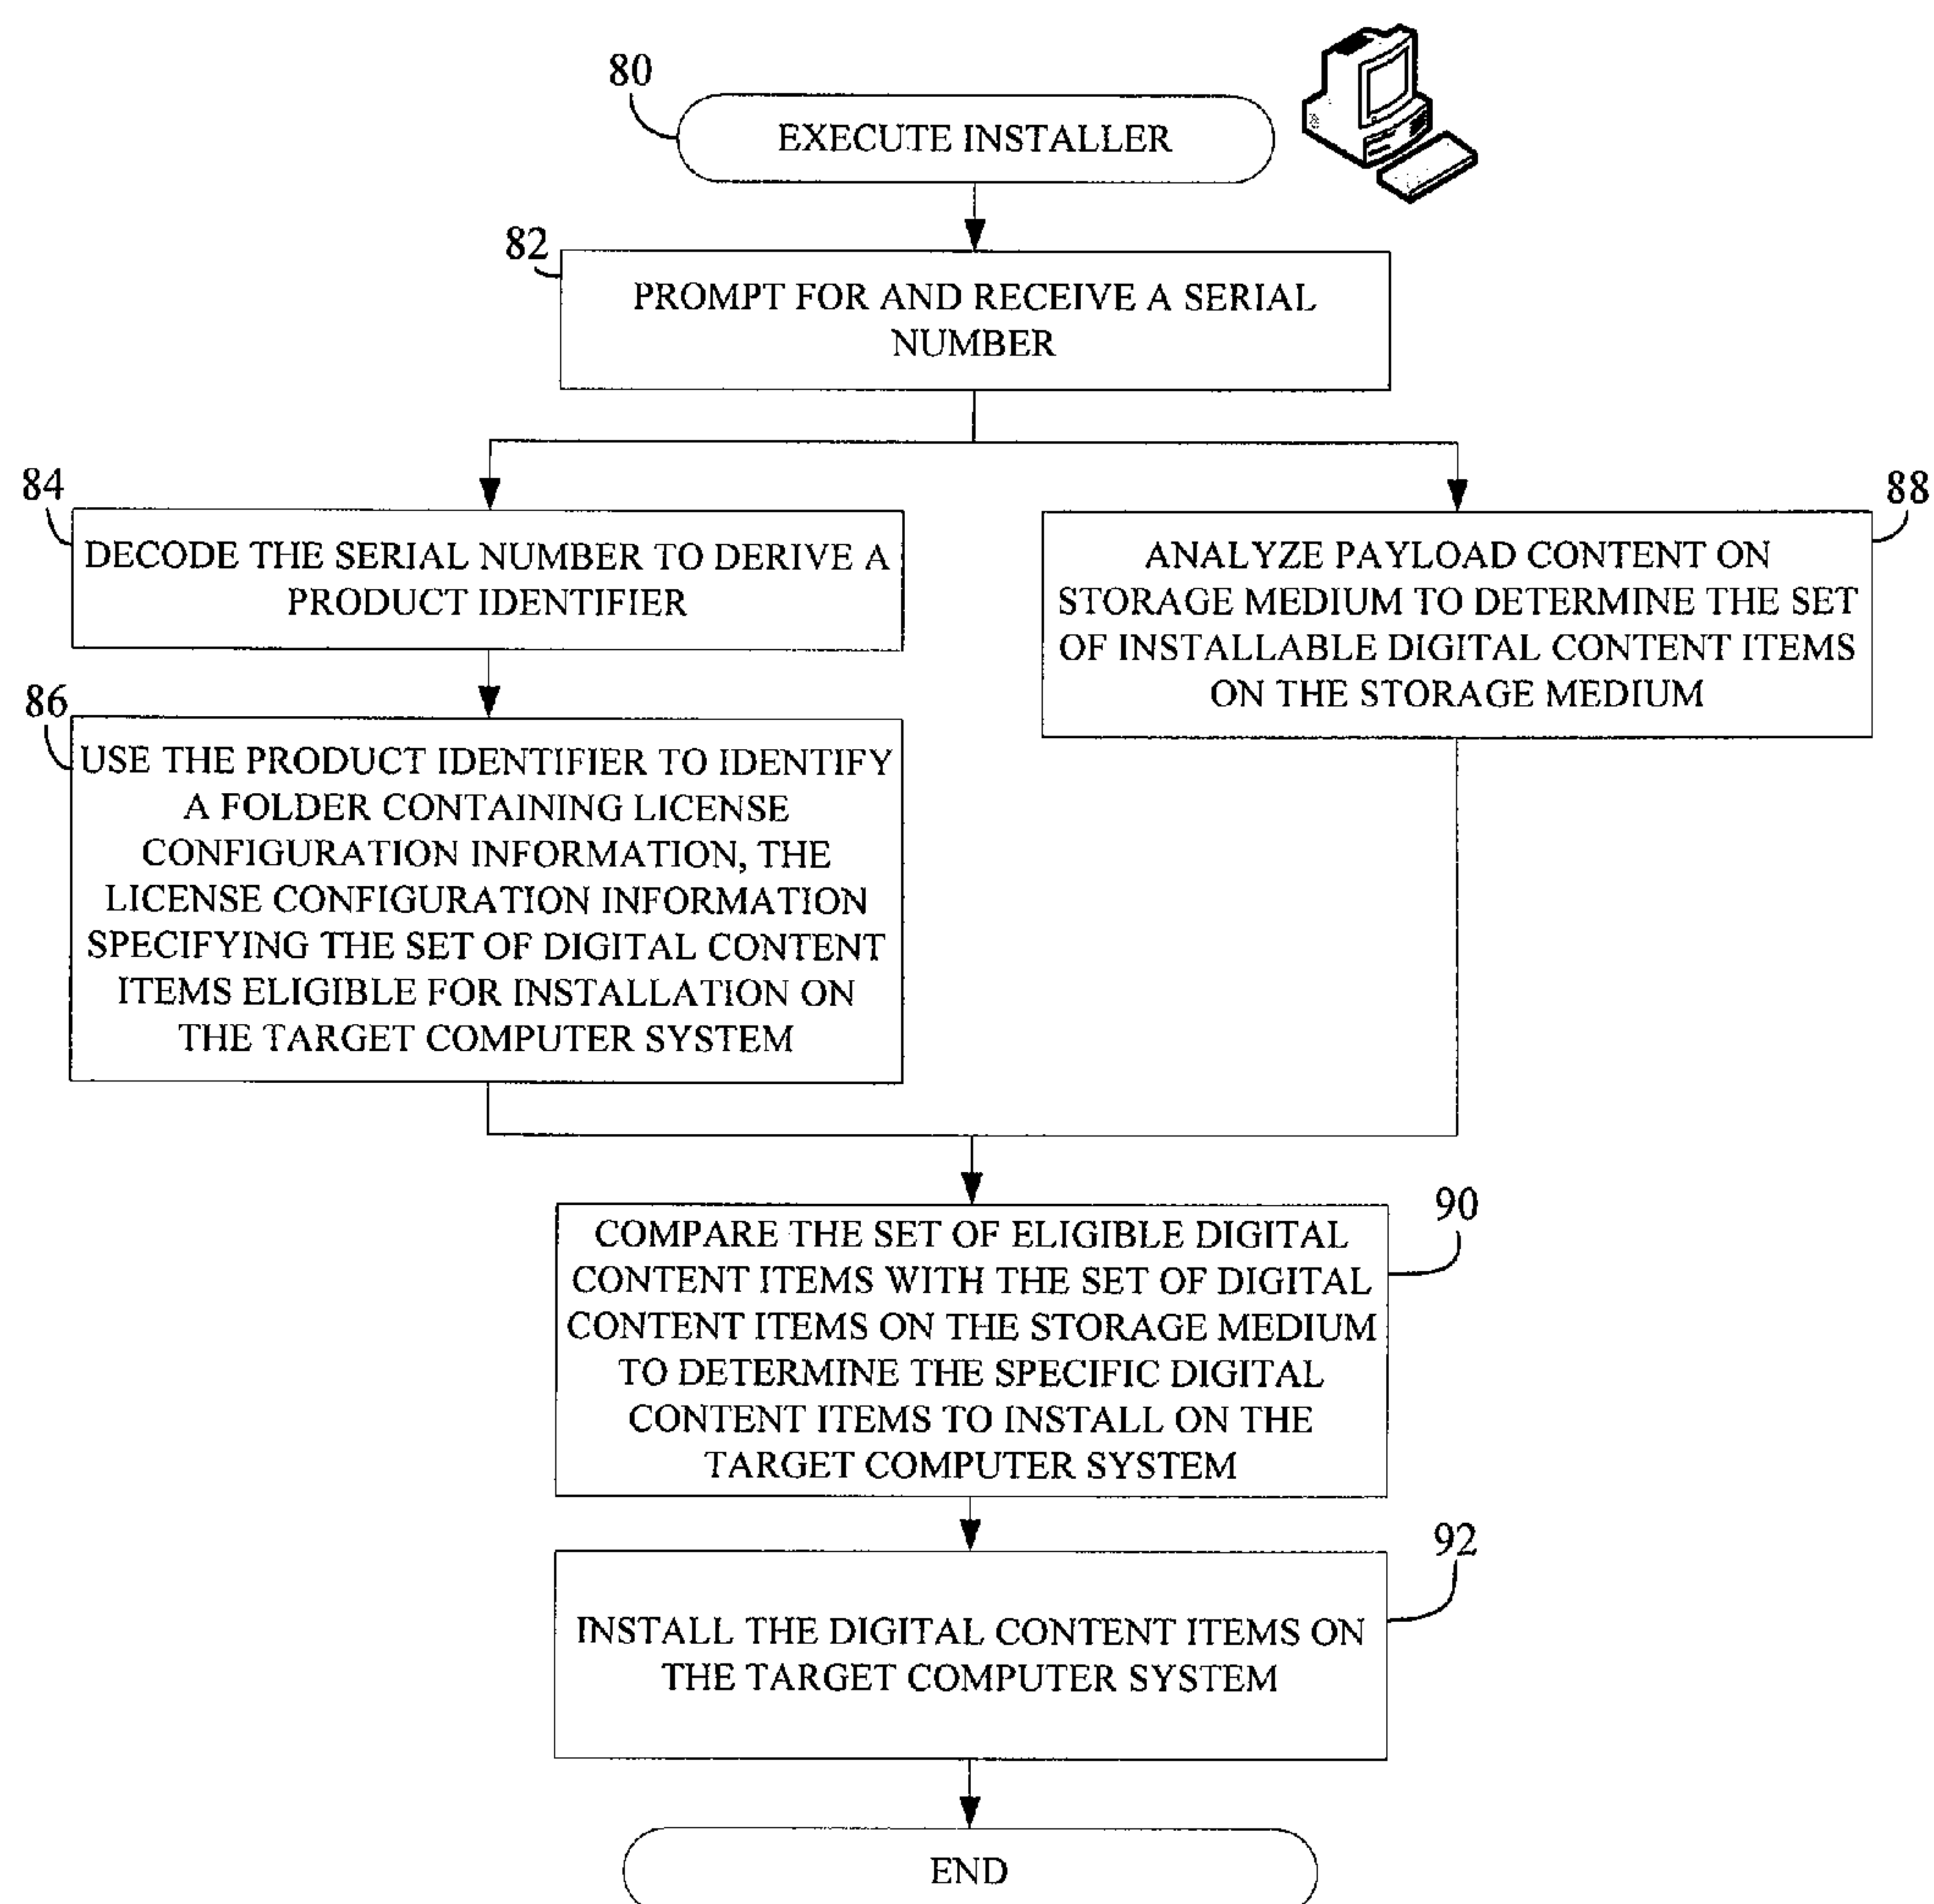 80
EXECUTE INSTALLER
82
PROMPT FOR AND RECEIVE A SERIAL
NUMBER
84
DECODE THE SERIAL NUMBER TO DERIVE A
PRODUCT IDENTIFIER
86
USE THE PRODUCT IDENTIFIER TO IDENTIFY
A FOLDER CONTAINING LICENSE
CONFIGURATION INFORMATION, THE
LICENSE CONFIGURATION INFORMATION
SPECIFYING THE SET OF DIGITAL CONTENT
ITEMS ELIGIBLE FOR INSTALLATION ON
THE TARGET COMPUTER SYSTEM
88
ANALYZE PAYLOAD CONTENT ON
STORAGE MEDIUM TO DETERMINE THE SET
OF INSTALLABLE DIGITAL CONTENT ITEMS
ON THE STORAGE MEDIUM
90
COMPARE THE SET OF ELIGIBLE DIGITAL
CONTENT ITEMS WITH THE SET OF DIGITAL
CONTENT ITEMS ON THE STORAGE MEDIUM
TO DETERMINE THE SPECIFIC DIGITAL
CONTENT ITEMS TO INSTALL ON THE
TARGET COMPUTER SYSTEM
92
INSTALL THE DIGITAL CONTENT ITEMS ON
THE TARGET COMPUTER SYSTEM
END